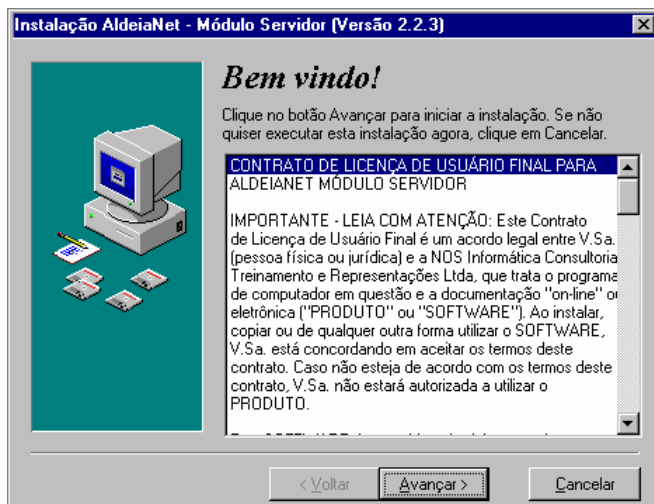 Instalação AldeiaNet - Módulo Servidor (Versão 2.2.3)
Bem vindo!
Clique no botão Avançar para iniciar a instalação. Se não
quiser executar esta instalação agora, clique em Cancelar.
CONTRATO DE LICENÇA DE USUÁRIO FINAL PARA
ALDEIANET MÓDULO SERVIDOR
IMPORTANTE - LEIA COM ATENÇÃO: Este Contrato
de Licença de Usuário Final é um acordo legal entre V.Sa.
(pessoa física ou jurídica) e a NOS Informática Consultoria
Treinamento e Representações Ltda, que trata o programa
de computador em questão e a documentação "on-line" ou
eletrônica ("PRODUTO" ou "SOFTWARE"). Ao instalar,
copiar ou de qualquer outra forma utilizar o SOFTWARE,
V.Sa. está concordando em aceitar os termos deste
contrato. Caso não esteja de acordo com os termos deste
contrato, V.Sa. não estará autorizada a utilizar o
PRODUTO.
< Voltar
Avançar >
Cancelar